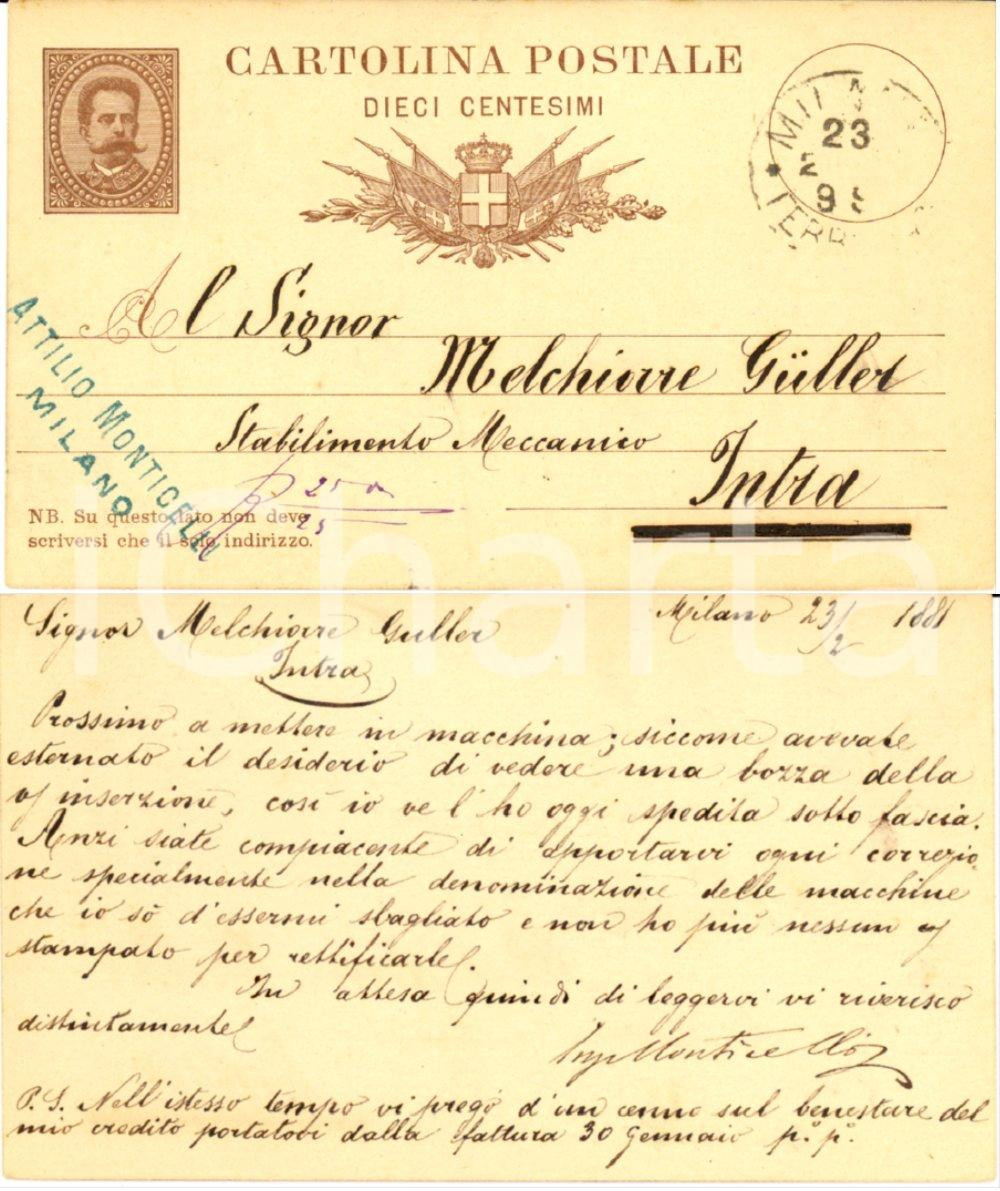 CARTOLINA POSTALE
DIECI CENTESIMI
23
Al Signor
Melchiorre Güller
Stabilimento Meccanico
Intra
ATTILIO MONTICELLI
MILANO
25
NB. Su questo lato non deve
scriversi che il solo indirizzo.
icharta
Signor Melchiorre Guller
Milano 23/2 1881
Intra
Prossimo a mettere in macchina; siccome avevate
esternato il desiderio di vedere una bozza della
v/ inserzione, così io ve l'ho oggi spedita sotto fascia.
Anzi siate compiacente di apportarvi ogni correzio
ne specialmente nella denominazione delle macchine
che io sò d'essermi sbagliato e non ho più nessun v/
stampato per rettificarle.
In attesa quindi di leggervi vi riverisco
distintamente
Ing Monticelli
P.S. Nell'istesso tempo vi prego d'un cenno sul benestare del
mio credito portatovi dalla fattura 30 Gennaio p.º p.º